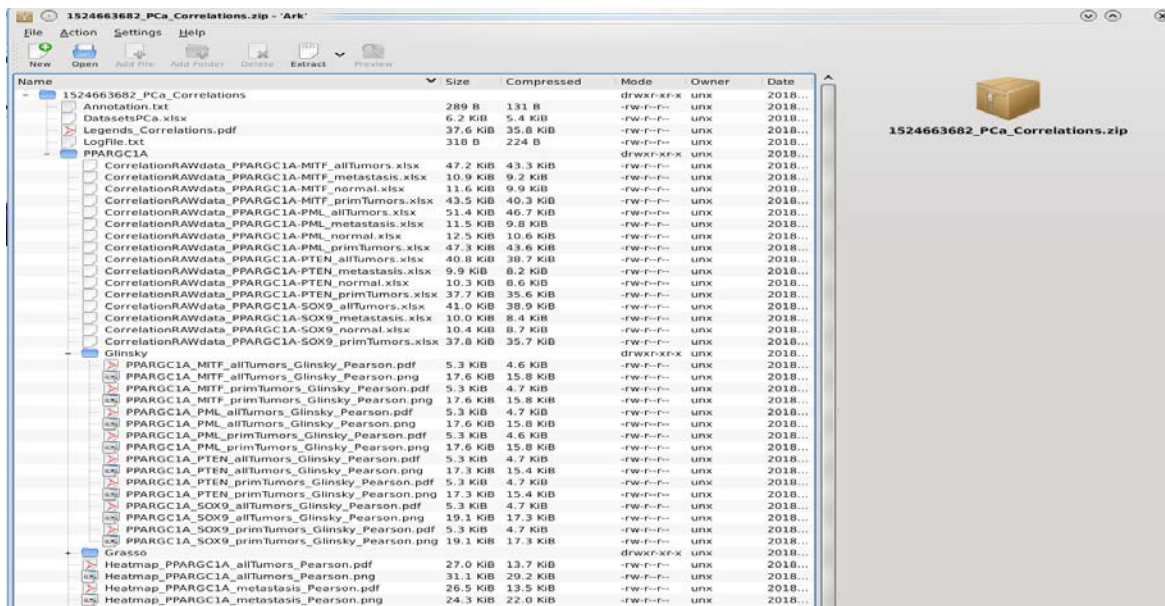 1524663682_PCa_Correlations.zip - 'Ark'
File Action Settings Help
New Open Add File Add Folder Delete Extract Preview
Name Size Compressed Mode Owner Date
1524663682_PCa_Correlations drwxr-xr-x unx 2018...
Annotation.txt 289 B 131 B -rw-r--r-- unx 2018...
DatasetsPCa.xlsx 6.2 KiB 5.4 KiB -rw-r--r-- unx 2018...
Legends_Correlations.pdf 37.6 KiB 35.8 KiB -rw-r--r-- unx 2018...
LogFile.txt 318 B 224 B -rw-r--r-- unx 2018...
PPARGC1A drwxr-xr-x unx 2018...
CorrelationRAWdata_PPARGC1A-MITF_allTumors.xlsx 47.2 KiB 43.3 KiB -rw-r--r-- unx 2018...
CorrelationRAWdata_PPARGC1A-MITF_metastasis.xlsx 10.9 KiB 9.2 KiB -rw-r--r-- unx 2018...
CorrelationRAWdata_PPARGC1A-MITF_normal.xlsx 11.6 KiB 9.9 KiB -rw-r--r-- unx 2018...
CorrelationRAWdata_PPARGC1A-MITF_primTumors.xlsx 43.5 KiB 40.3 KiB -rw-r--r-- unx 2018...
CorrelationRAWdata_PPARGC1A-PML_allTumors.xlsx 51.4 KiB 46.7 KiB -rw-r--r-- unx 2018...
CorrelationRAWdata_PPARGC1A-PML_metastasis.xlsx 11.5 KiB 9.8 KiB -rw-r--r-- unx 2018...
CorrelationRAWdata_PPARGC1A-PML_normal.xlsx 12.5 KiB 10.6 KiB -rw-r--r-- unx 2018...
CorrelationRAWdata_PPARGC1A-PML_primTumors.xlsx 47.3 KiB 43.6 KiB -rw-r--r-- unx 2018...
CorrelationRAWdata_PPARGC1A-PTEN_allTumors.xlsx 40.8 KiB 38.7 KiB -rw-r--r-- unx 2018...
CorrelationRAWdata_PPARGC1A-PTEN_metastasis.xlsx 9.9 KiB 8.2 KiB -rw-r--r-- unx 2018...
CorrelationRAWdata_PPARGC1A-PTEN_normal.xlsx 10.3 KiB 8.6 KiB -rw-r--r-- unx 2018...
CorrelationRAWdata_PPARGC1A-PTEN_primTumors.xlsx 37.7 KiB 35.6 KiB -rw-r--r-- unx 2018...
CorrelationRAWdata_PPARGC1A-SOX9_allTumors.xlsx 41.0 KiB 38.9 KiB -rw-r--r-- unx 2018...
CorrelationRAWdata_PPARGC1A-SOX9_metastasis.xlsx 10.0 KiB 8.4 KiB -rw-r--r-- unx 2018...
CorrelationRAWdata_PPARGC1A-SOX9_normal.xlsx 10.4 KiB 8.7 KiB -rw-r--r-- unx 2018...
CorrelationRAWdata_PPARGC1A-SOX9_primTumors.xlsx 37.8 KiB 35.7 KiB -rw-r--r-- unx 2018...
Glinsky drwxr-xr-x unx 2018...
PPARGC1A_MITF_allTumors_Glinsky_Pearson.pdf 5.3 KiB 4.6 KiB -rw-r--r-- unx 2018...
PPARGC1A_MITF_allTumors_Glinsky_Pearson.png 17.6 KiB 15.8 KiB -rw-r--r-- unx 2018...
PPARGC1A_MITF_primTumors_Glinsky_Pearson.pdf 5.3 KiB 4.7 KiB -rw-r--r-- unx 2018...
PPARGC1A_MITF_primTumors_Glinsky_Pearson.png 17.6 KiB 15.8 KiB -rw-r--r-- unx 2018...
PPARGC1A_PML_allTumors_Glinsky_Pearson.pdf 5.3 KiB 4.7 KiB -rw-r--r-- unx 2018...
PPARGC1A_PML_allTumors_Glinsky_Pearson.png 17.6 KiB 15.8 KiB -rw-r--r-- unx 2018...
PPARGC1A_PML_primTumors_Glinsky_Pearson.pdf 5.3 KiB 4.6 KiB -rw-r--r-- unx 2018...
PPARGC1A_PML_primTumors_Glinsky_Pearson.png 17.6 KiB 15.8 KiB -rw-r--r-- unx 2018...
PPARGC1A_PTEN_allTumors_Glinsky_Pearson.pdf 5.3 KiB 4.7 KiB -rw-r--r-- unx 2018...
PPARGC1A_PTEN_allTumors_Glinsky_Pearson.png 17.3 KiB 15.4 KiB -rw-r--r-- unx 2018...
PPARGC1A_PTEN_primTumors_Glinsky_Pearson.pdf 5.3 KiB 4.7 KiB -rw-r--r-- unx 2018...
PPARGC1A_PTEN_primTumors_Glinsky_Pearson.png 17.3 KiB 15.4 KiB -rw-r--r-- unx 2018...
PPARGC1A_SOX9_allTumors_Glinsky_Pearson.pdf 5.3 KiB 4.7 KiB -rw-r--r-- unx 2018...
PPARGC1A_SOX9_allTumors_Glinsky_Pearson.png 19.1 KiB 17.3 KiB -rw-r--r-- unx 2018...
PPARGC1A_SOX9_primTumors_Glinsky_Pearson.pdf 5.3 KiB 4.7 KiB -rw-r--r-- unx 2018...
PPARGC1A_SOX9_primTumors_Glinsky_Pearson.png 19.1 KiB 17.3 KiB -rw-r--r-- unx 2018...
Grasso drwxr-xr-x unx 2018...
Heatmap_PPARGC1A_allTumors_Pearson.pdf 27.0 KiB 13.7 KiB -rw-r--r-- unx 2018...
Heatmap_PPARGC1A_allTumors_Pearson.png 31.1 KiB 29.2 KiB -rw-r--r-- unx 2018...
Heatmap_PPARGC1A_metastasis_Pearson.pdf 26.5 KiB 13.5 KiB -rw-r--r-- unx 2018...
Heatmap_PPARGC1A_metastasis_Pearson.png 24.3 KiB 22.0 KiB -rw-r--r-- unx 2018...
1524663682_PCa_Correlations.zip